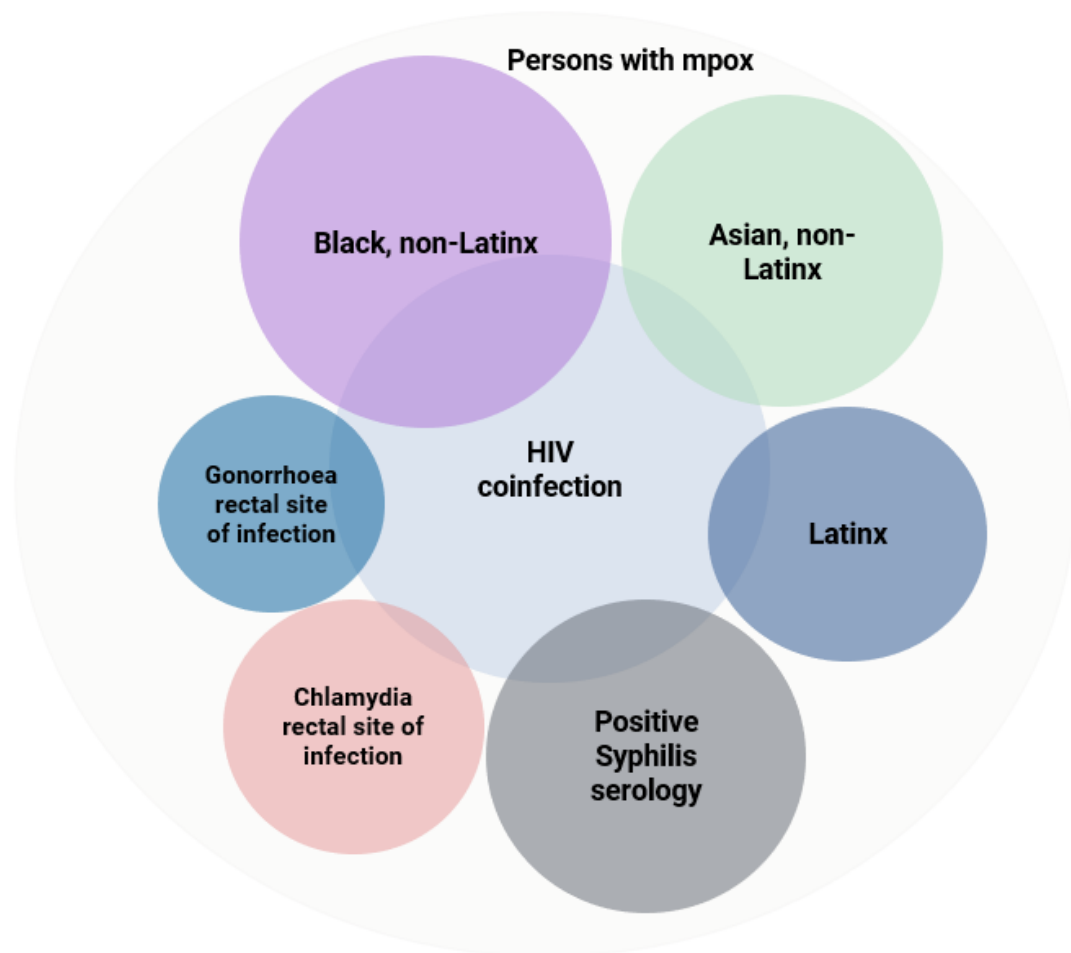 Persons with mpox
Black, non-Latinx
Asian, non-
Latinx
HIV
coinfection
Gonorrhoea
rectal site
of infection
Latinx
Chlamydia
rectal site of
infection
Positive
Syphilis
serology